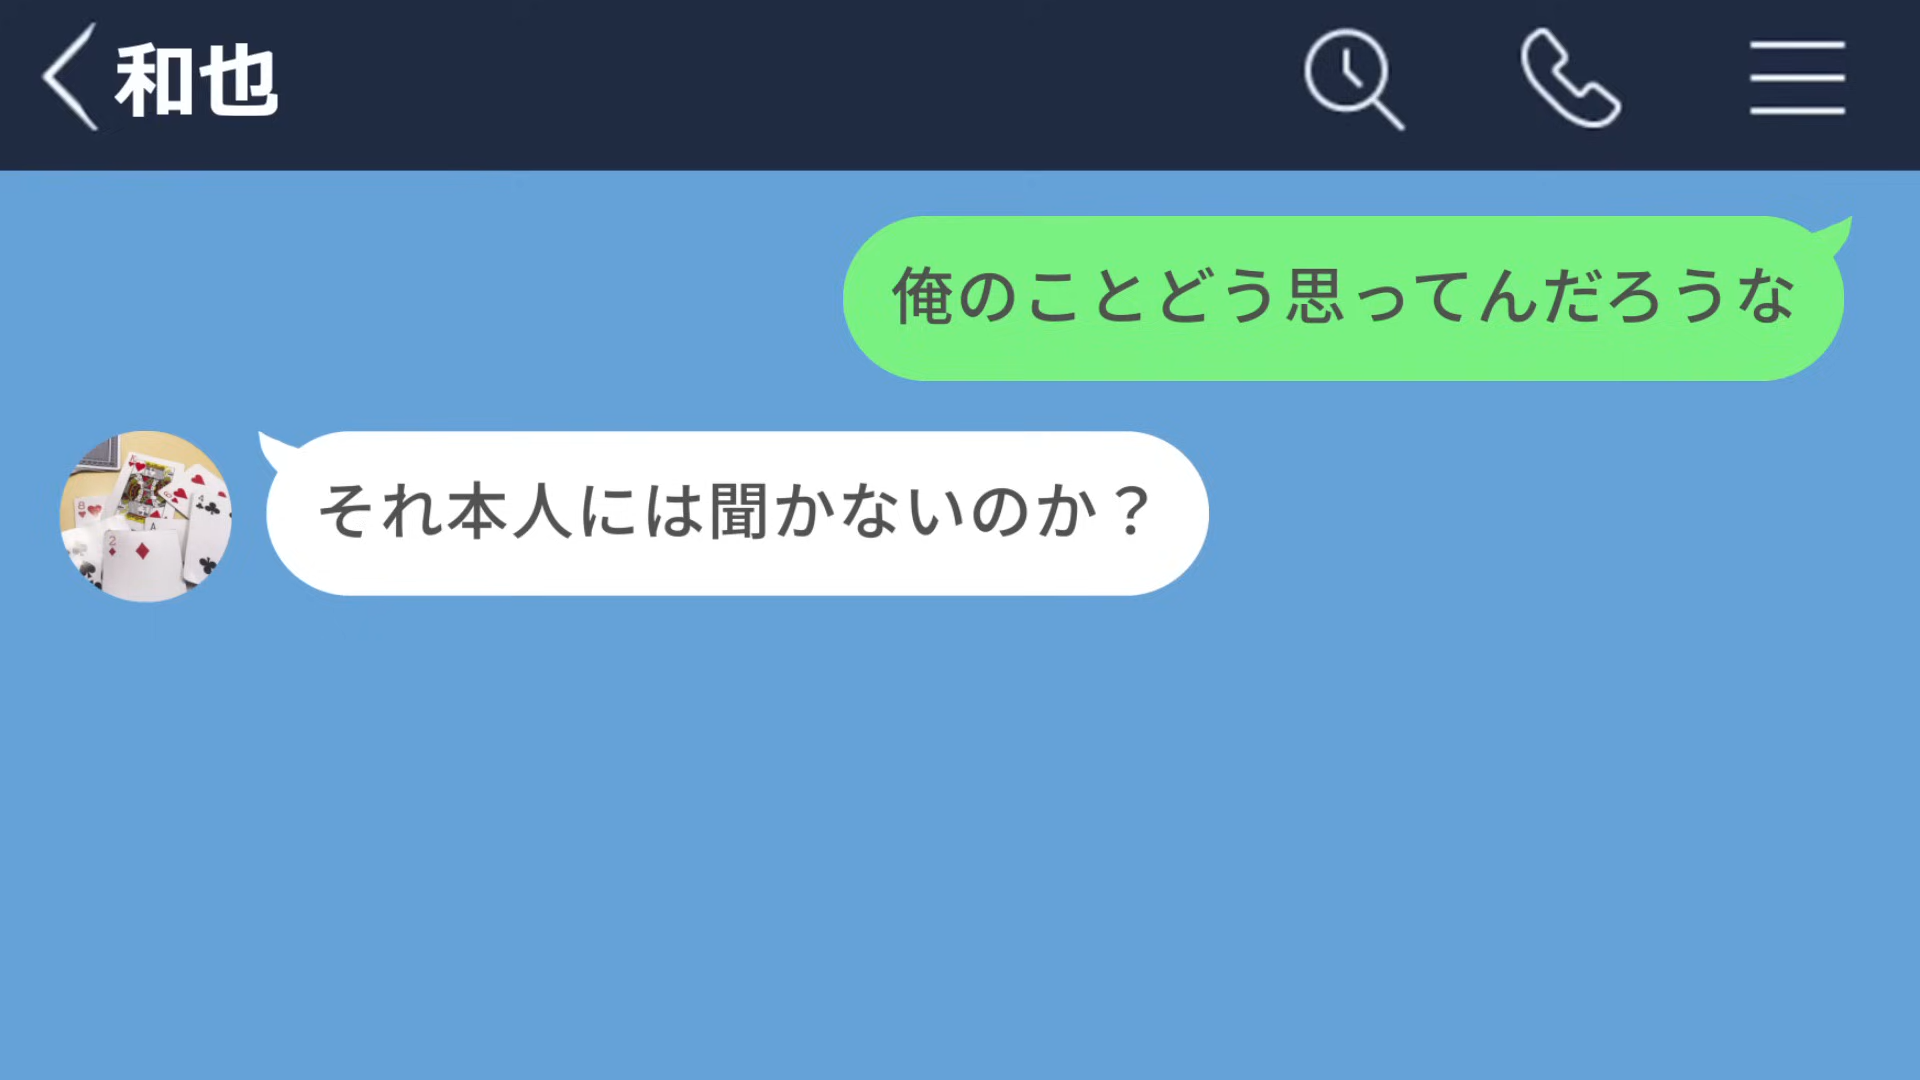 和也
俺のことどう思ってんだろうな
それ本人には聞かないのか？